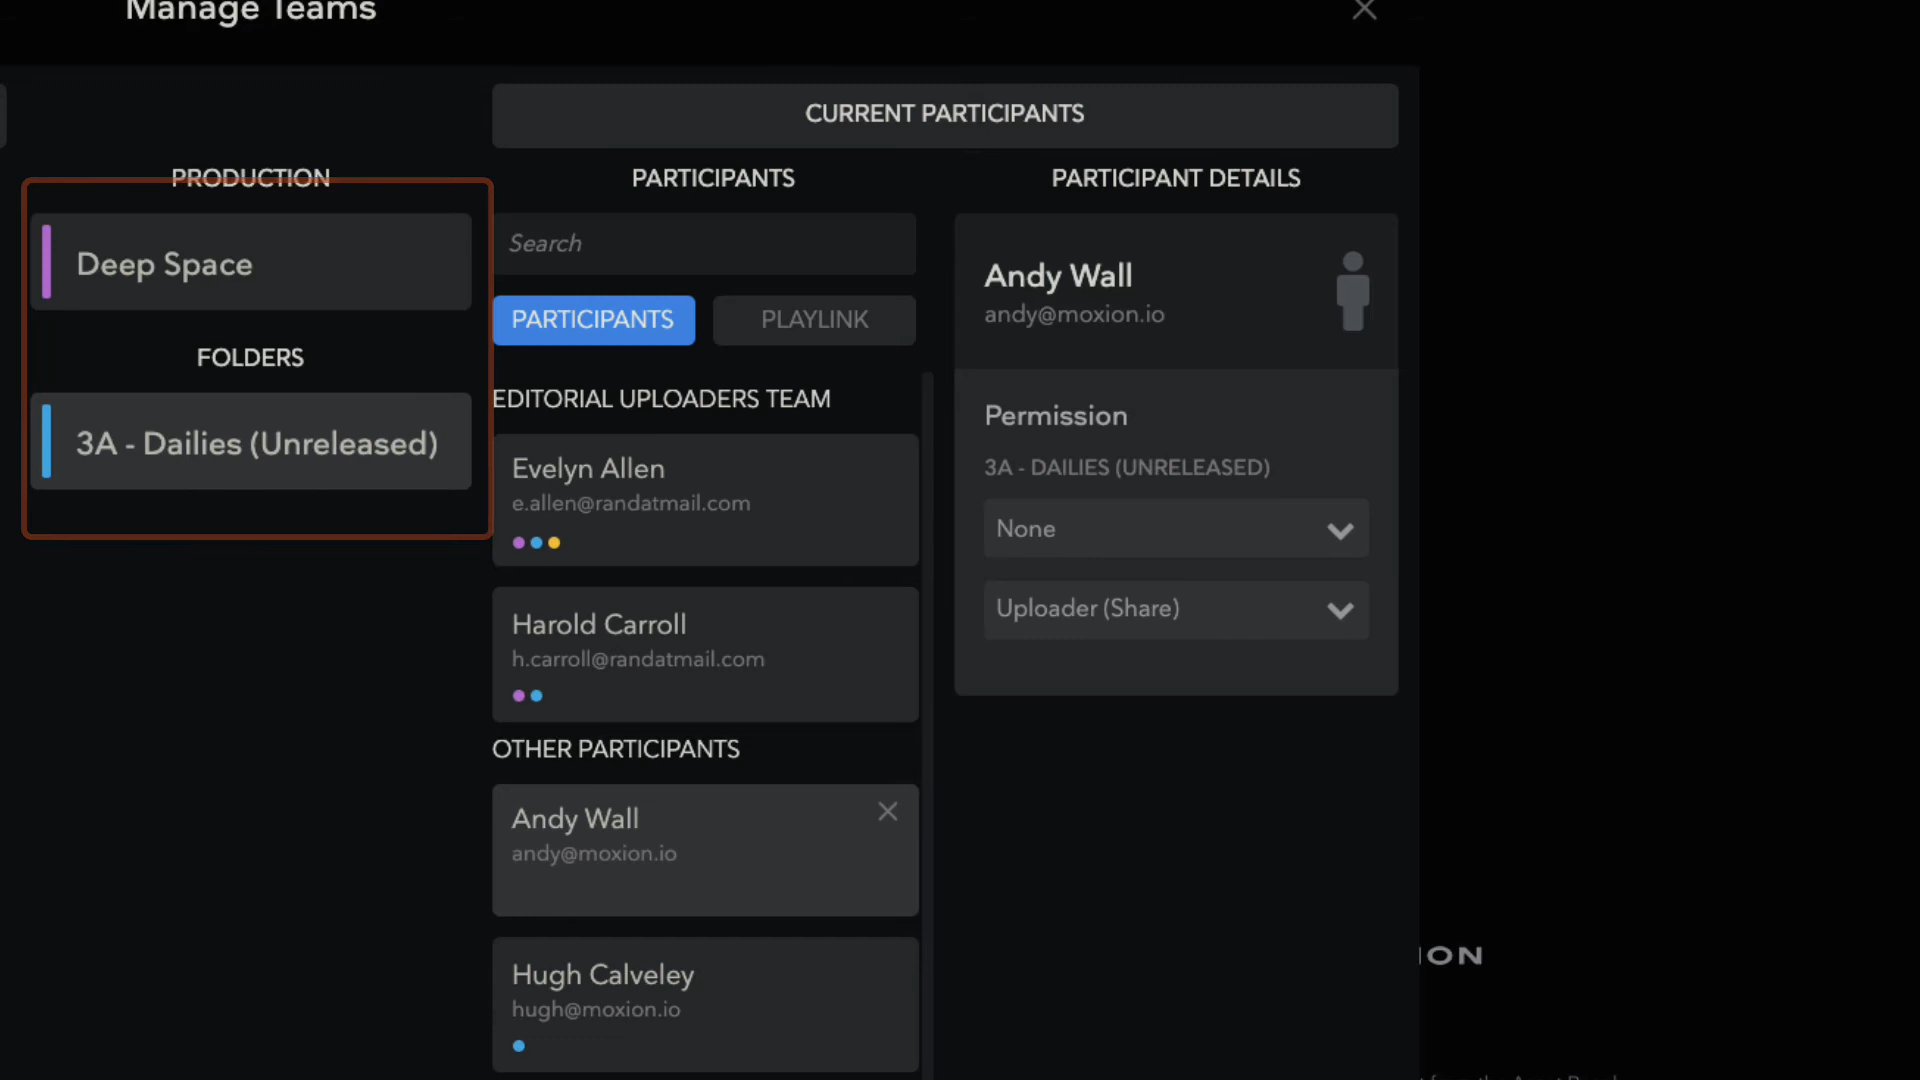 Manage Teams
CURRENT PARTICIPANTS
PRODUCTION
PARTICIPANTS
PARTICIPANT DETAILS
Deep Space
Search
Andy Wall
andy@moxion.io
PARTICIPANTS
PLAYLINK
FOLDERS
3A - Dailies (Unreleased)
EDITORIAL UPLOADERS TEAM
Evelyn Allen
e.allen@randatmail.com
Harold Carroll
h.carroll@randatmail.com
OTHER PARTICIPANTS
Andy Wall
andy@moxion.io
Hugh Calveley
hugh@moxion.io
Permission
3A - DAILIES (UNRELEASED)
None
Uploader (Share)
ION